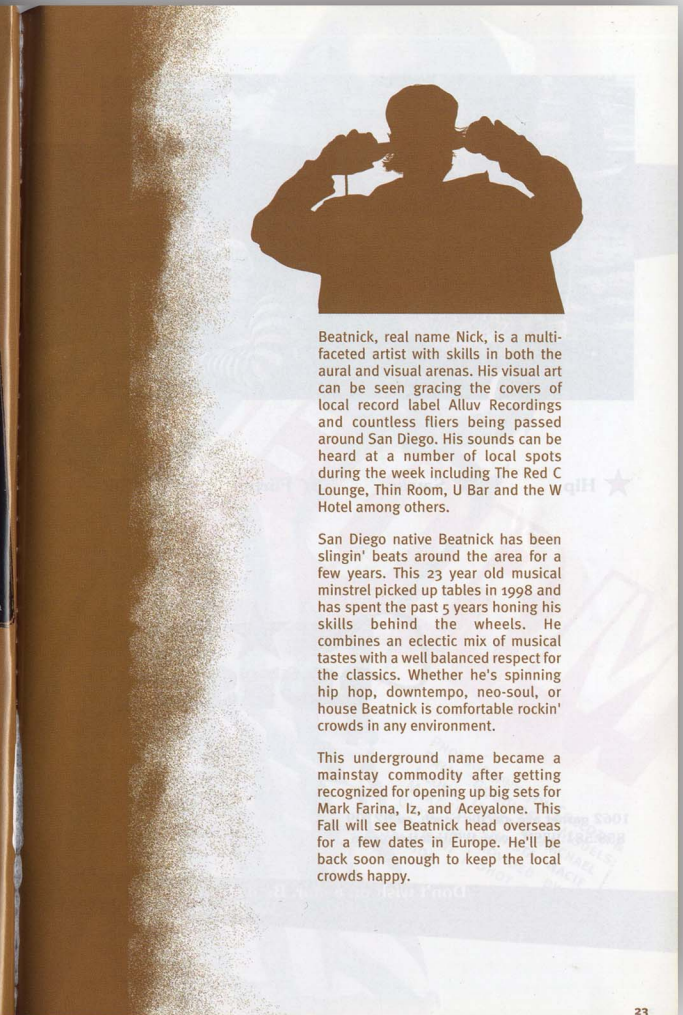 Beatnick, real name Nick, is a multi-
faceted artist with skills in both the
aural and visual arenas. His visual art
can be seen gracing the covers of
local record label Alluv Recordings
and countless fliers being passed
around San Diego. His sounds can be
heard at a number of local spots
during the week including The Red C
Lounge, Thin Room, U Bar and the W
Hotel among others.
San Diego native Beatnick has been
slingin' beats around the area for a
few years. This 23 year old musical
minstrel picked up tables in 1998 and
has spent the past 5 years honing his
skills behind the wheels. He
combines an eclectic mix of musical
tastes with a well balanced respect for
the classics. Whether he's spinning
hip hop, downtempo, neo-soul, or
house Beatnick is comfortable rockin'
crowds in any environment.
This underground name became a
mainstay commodity after getting
recognized for opening up big sets for
Mark Farina, Iz, and Aceyalone. This
Fall will see Beatnick head overseas
for a few dates in Europe. He'll be
back soon enough to keep the local
crowds happy.
Hip
1062
Don't
23